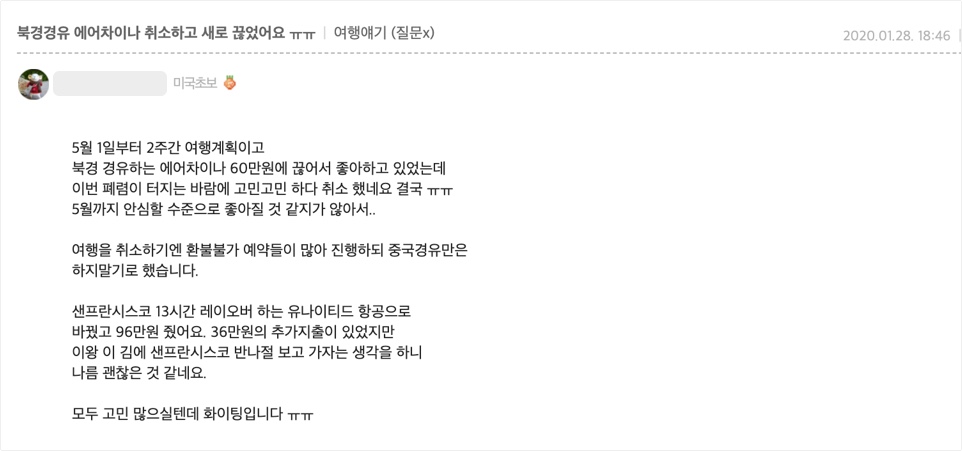 북경경유 에어차이나 취소하고 새로 끊었어요 ㅠㅠ | 여행얘기 (질문x)
2020.01.28. 18:46
미국초보
5월 1일부터 2주간 여행계획이고
북경 경유하는 에어차이나 60만원에 끊어서 좋아하고 있었는데
이번 폐렴이 터지는 바람에 고민고민 하다 취소 했네요 결국 ㅠㅠ
5월까지 안심할 수준으로 좋아질 것 같지가 않아서..
여행을 취소하기엔 환불불가 예약들이 많아 진행하되 중국경유만은
하지말기로 했습니다.
샌프란시스코 13시간 레이오버 하는 유나이티드 항공으로
바꿨고 96만원 줬어요. 36만원의 추가지출이 있었지만
이왕 이 김에 샌프란시스코 반나절 보고 가자는 생각을 하니
나름 괜찮은 것 같네요.
모두 고민 많으실텐데 화이팅입니다 ㅠㅠ